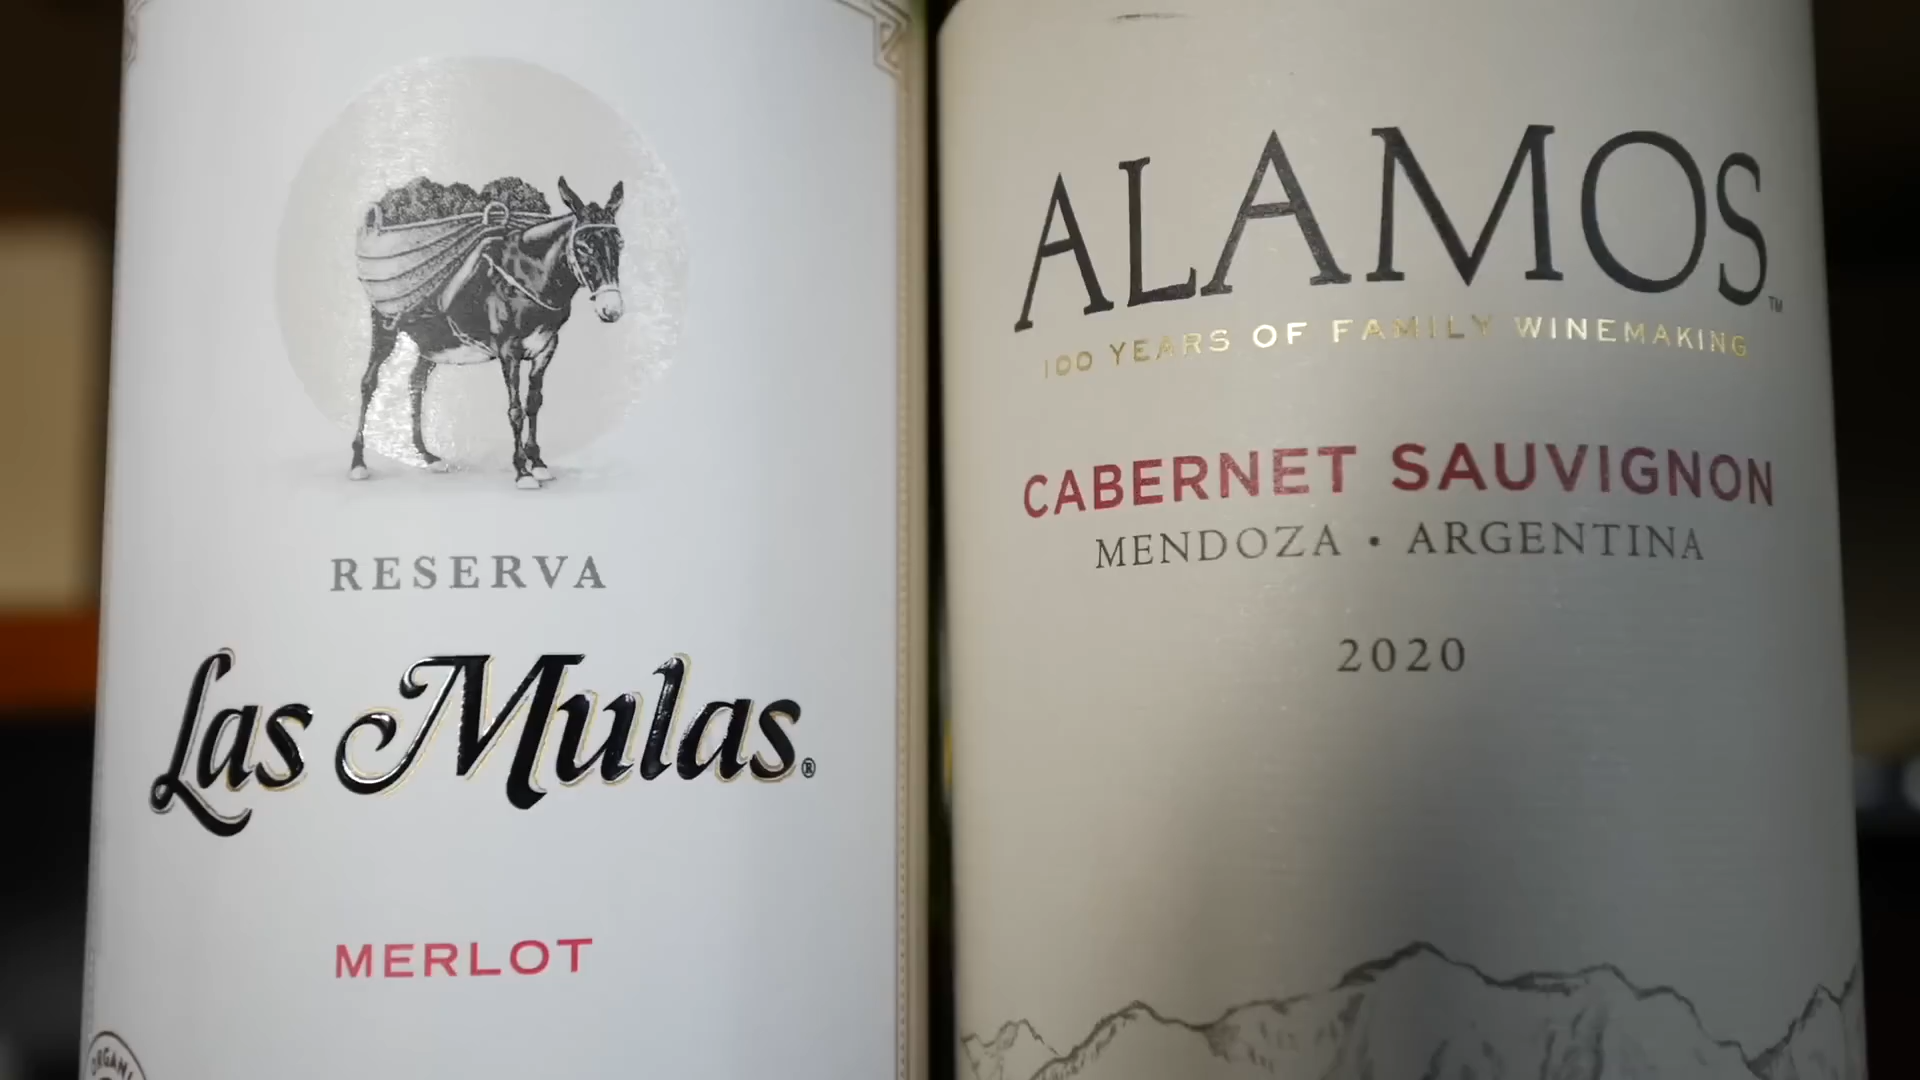 RESERVA
Las Mulas®
MERLOT
ALAMOS™
100 YEARS OF FAMILY WINEMAKING
CABERNET SAUVIGNON
MENDOZA • ARGENTINA
2020